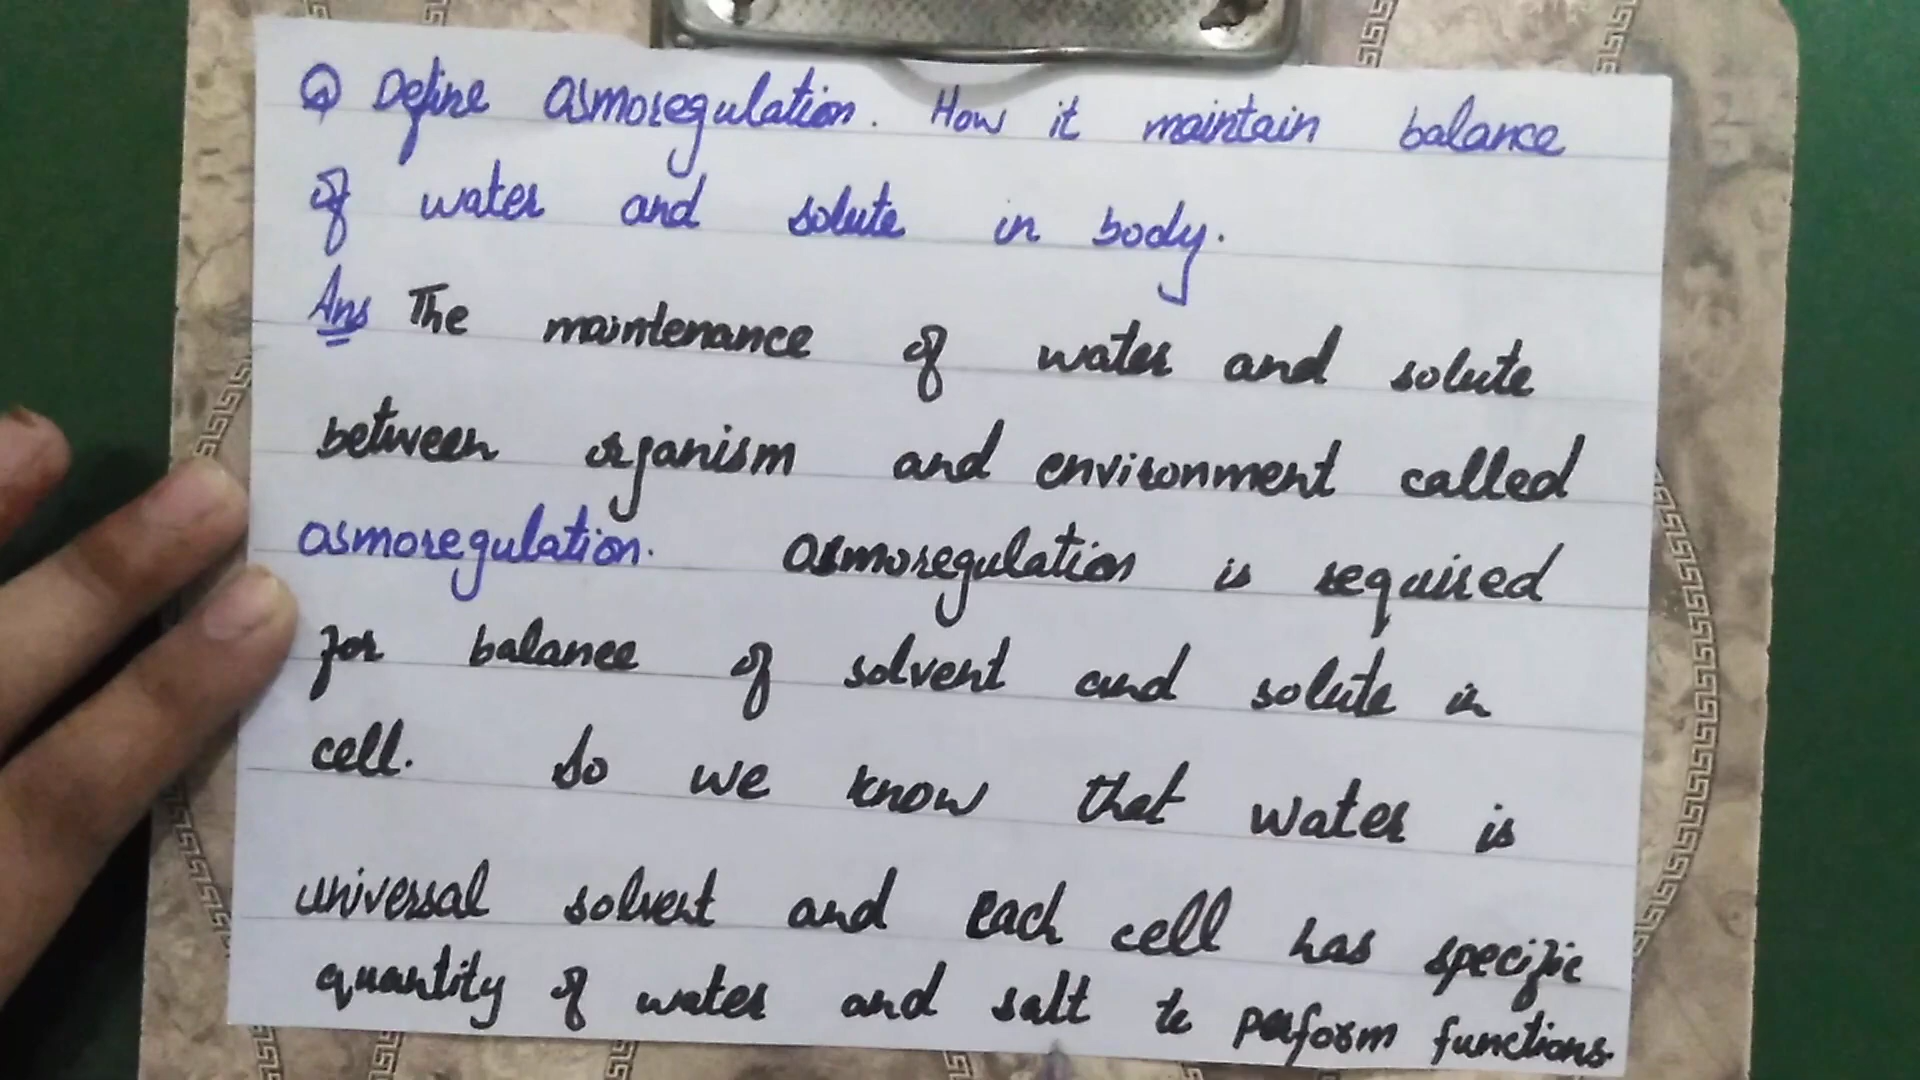 Q Define Osmoregulation. How it maintain balance
of water and solute in body.
Ans The maintenance of water and solute
between organism and environment called
osmoregulation. Osmoregulation is required
for balance of solvent and solute in
cell. So we know that water is
universal solvent and each cell has specific
quantity of water and salt to perform functions.